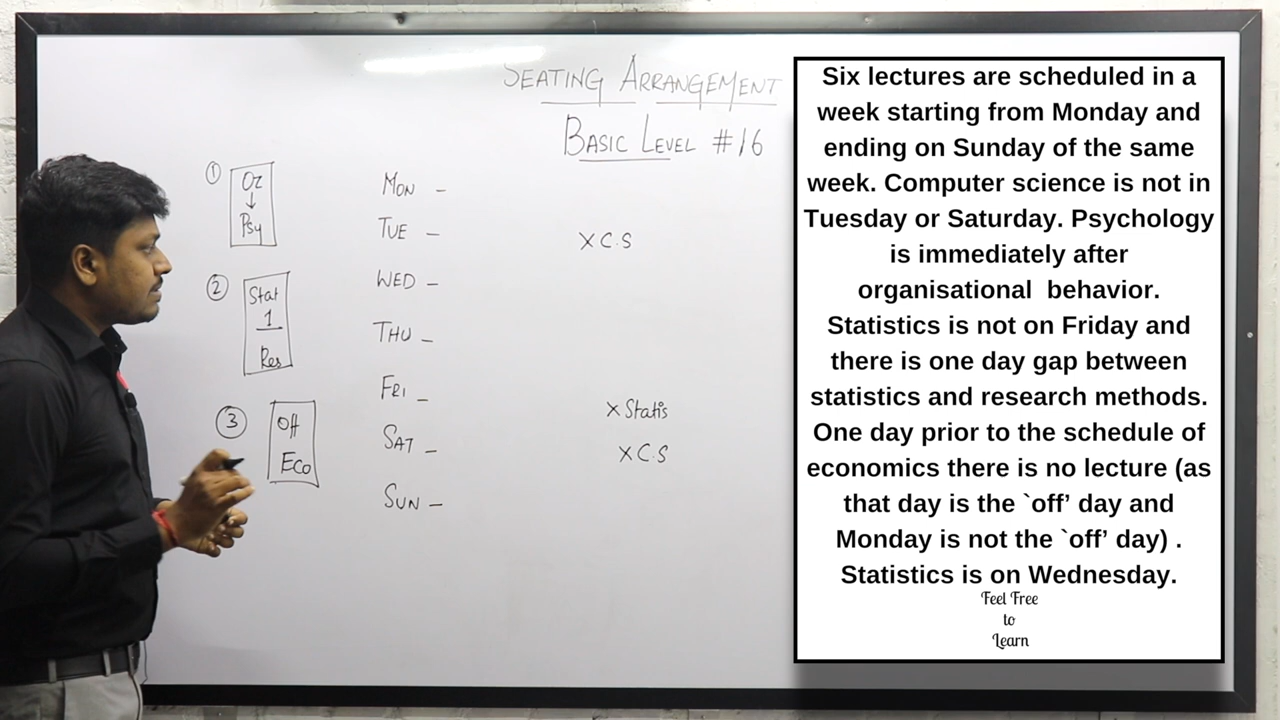 SEATING ARRANGEMENT
BASIC LEVEL #16
① Oz
↓
Psy
② Stat
1
Res
③ Off
Eco
MON -
TUE - X C.S
WED -
THU -
FRI - X Statis
SAT - X C.S
SUN -
Six lectures are scheduled in a
week starting from Monday and
ending on Sunday of the same
week. Computer science is not in
Tuesday or Saturday. Psychology
is immediately after
organisational behavior.
Statistics is not on Friday and
there is one day gap between
statistics and research methods.
One day prior to the schedule of
economics there is no lecture (as
that day is the `off’ day and
Monday is not the `off’ day) .
Statistics is on Wednesday.
Feel Free
to
Learn